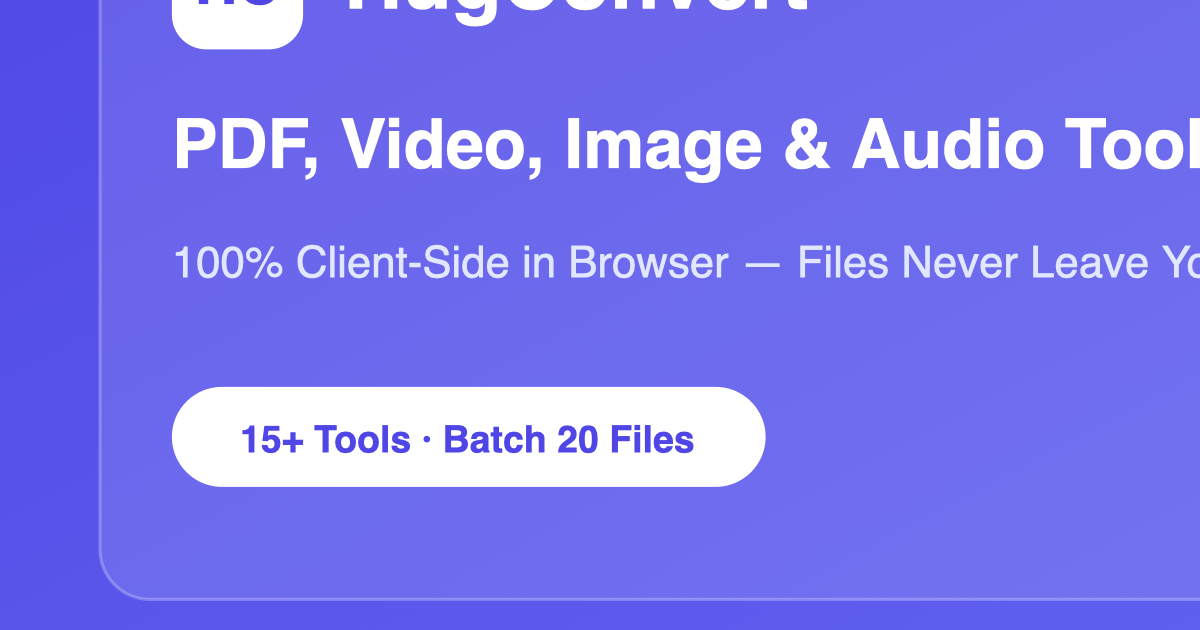 HugConvert
PDF, Video, Image & Audio Tool
100% Client-Side in Browser — Files Never Leave Yo
15+ Tools · Batch 20 Files